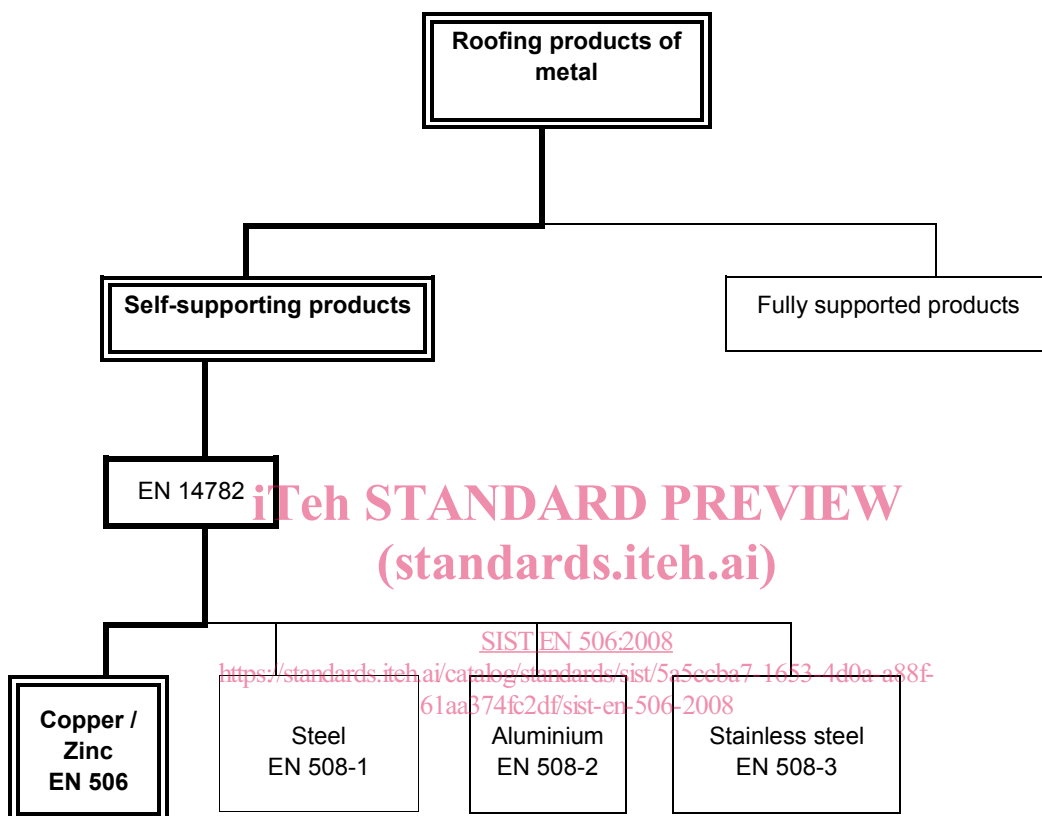 Roofing products of
metal
Self-supporting products
Fully supported products
EN 14782
iTeh STANDARD PREVIEW
(standards.iteh.ai)
SIST EN 506:2008
https://standards.iteh.ai/catalog/standards/sist/5a5ccba7-1653-4d0a-a88f-
61aa374fc2df/sist-en-506-2008
Copper /
Zinc
EN 506
Steel
EN 508-1
Aluminium
EN 508-2
Stainless steel
EN 508-3